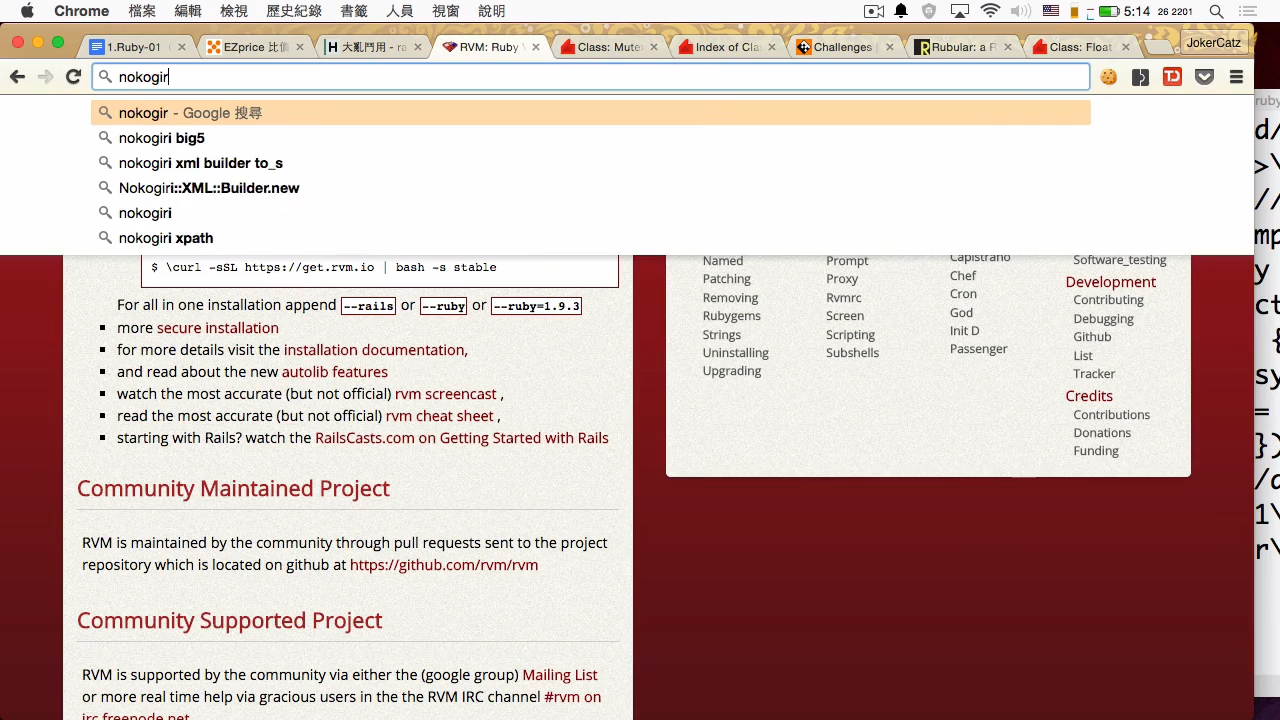 Chrome 檔案 編輯 檢視 歷史紀錄 書籤 人員 視窗 說明 5:14 26 2201
1.Ruby-01 EZprice 比價 大亂鬥用 - ra RVM: Ruby Class: Mute Index of Cla Challenges | Rubular: a R Class: Float JokerCatz
nokogir
nokogir - Google 搜尋
nokogiri big5
nokogiri xml builder to_s
Nokogiri::XML::Builder.new
nokogiri
nokogiri xpath
$ \curl -sSL https://get.rvm.io | bash -s stable
For all in one installation append --rails or --ruby or --ruby=1.9.3
more secure installation
for more details visit the installation documentation,
and read about the new autolib features
watch the most accurate (but not official) rvm screencast ,
read the most accurate (but not official) rvm cheat sheet ,
starting with Rails? watch the RailsCasts.com on Getting Started with Rails
Community Maintained Project
RVM is maintained by the community through pull requests sent to the project
repository which is located on github at https://github.com/rvm/rvm
Community Supported Project
RVM is supported by the community via either the (google group) Mailing List
or more real time help via gracious users in the the RVM IRC channel #rvm on
irc.freenode.net
Named
Patching
Removing
Rubygems
Strings
Uninstalling
Upgrading
Prompt
Proxy
Rvmrc
Screen
Scripting
Subshells
Capistrano
Chef
Cron
God
Init D
Passenger
Software_testing
Development
Contributing
Debugging
Github
List
Tracker
Credits
Contributions
Donations
Funding
ruby
d/
>\
//
mp
y
ct
{
sy
=
})
/d
1\
r\